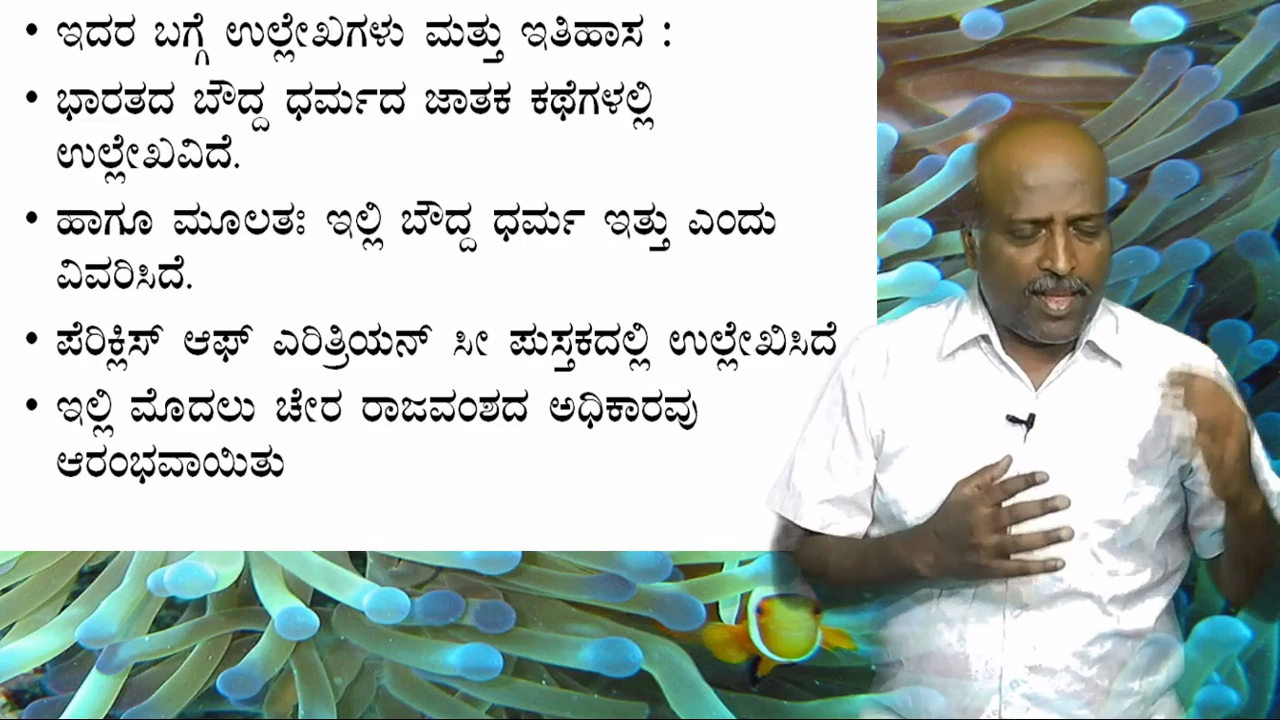 • ಇದರ ಬಗ್ಗೆ ಉಲ್ಲೇಖಗಳು ಮತ್ತು ಇತಿಹಾಸ :
• ಭಾರತದ ಬೌದ್ದ ಧರ್ಮದ ಜಾತಕ ಕಥೆಗಳಲ್ಲಿ
ಉಲ್ಲೇಖವಿದೆ.
• ಹಾಗೂ ಮೂಲತಃ ಇಲ್ಲಿ ಬೌದ್ದ ಧರ್ಮ ಇತ್ತು ಎಂದು
ವಿವರಿಸಿದೆ.
• ಪೆರಿಕ್ಲಿಸ್ ಆಫ್ ಎರಿತ್ರಿಯನ್ ಸೀ ಪುಸ್ತಕದಲ್ಲಿ ಉಲ್ಲೇಖಿಸಿದೆ
• ಇಲ್ಲಿ ಮೊದಲು ಚೇರ ರಾಜವಂಶದ ಅಧಿಕಾರವು
ಆರಂಭವಾಯಿತು